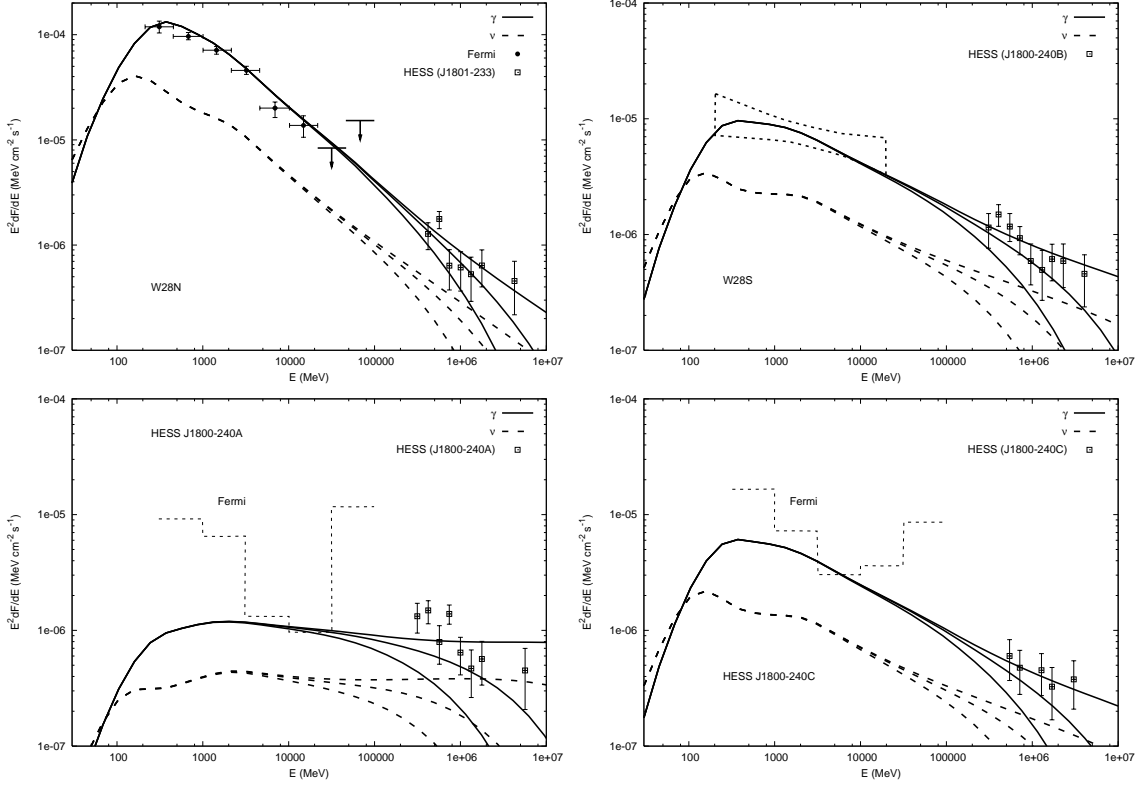 1e-04
1e-05
1e-06
1e-07
E²dF/dE (MeV cm⁻² s⁻¹)
γ
ν
Fermi
HESS (J1801-233)
W28N
100 1000 10000 100000 1e+06 1e+07
E (MeV)
1e-04
1e-05
1e-06
1e-07
E²dF/dE (MeV cm⁻² s⁻¹)
γ
ν
HESS (J1800-240B)
W28S
100 1000 10000 100000 1e+06 1e+07
E (MeV)
1e-04
1e-05
1e-06
1e-07
E²dF/dE (MeV cm⁻² s⁻¹)
γ
HESS J1800-240A
ν
HESS (J1800-240A)
Fermi
100 1000 10000 100000 1e+06 1e+07
E (MeV)
1e-04
1e-05
1e-06
1e-07
E²dF/dE (MeV cm⁻² s⁻¹)
γ
ν
HESS (J1800-240C)
Fermi
HESS J1800-240C
100 1000 10000 100000 1e+06 1e+07
E (MeV)